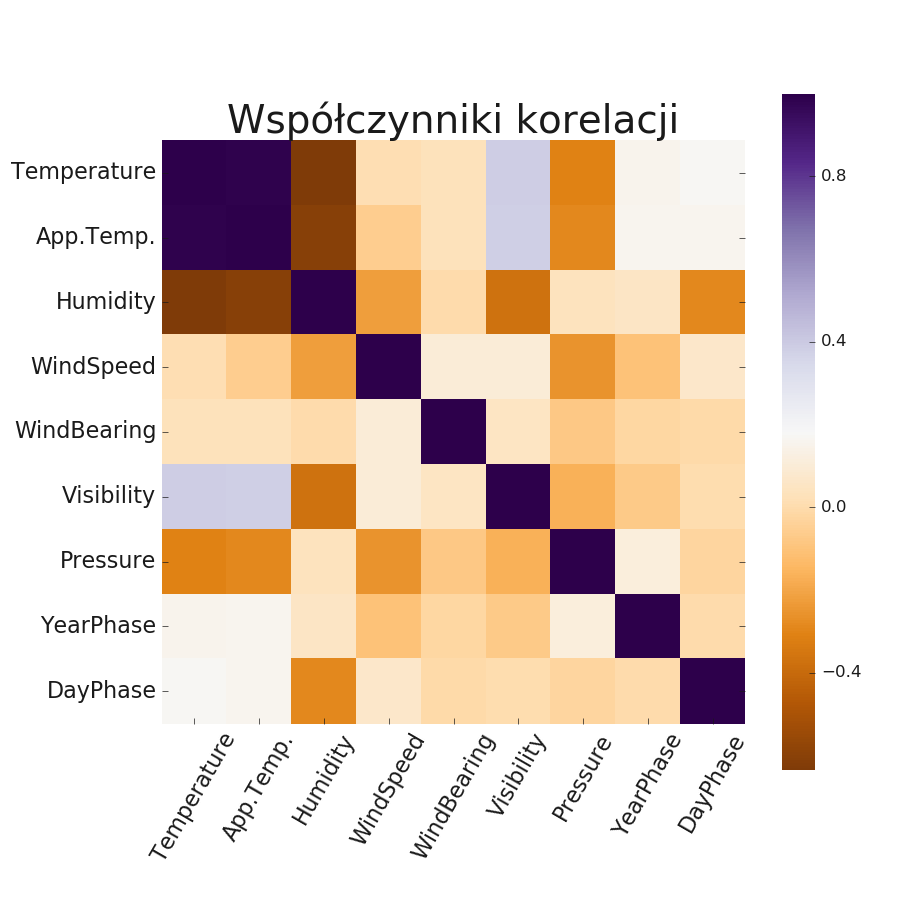 Współczynniki korelacji
Temperature
App.Temp.
Humidity
WindSpeed
WindBearing
Visibility
Pressure
YearPhase
DayPhase
Temperature
App.Temp.
Humidity
WindSpeed
WindBearing
Visibility
Pressure
YearPhase
DayPhase
0.8
0.4
0.0
−0.4